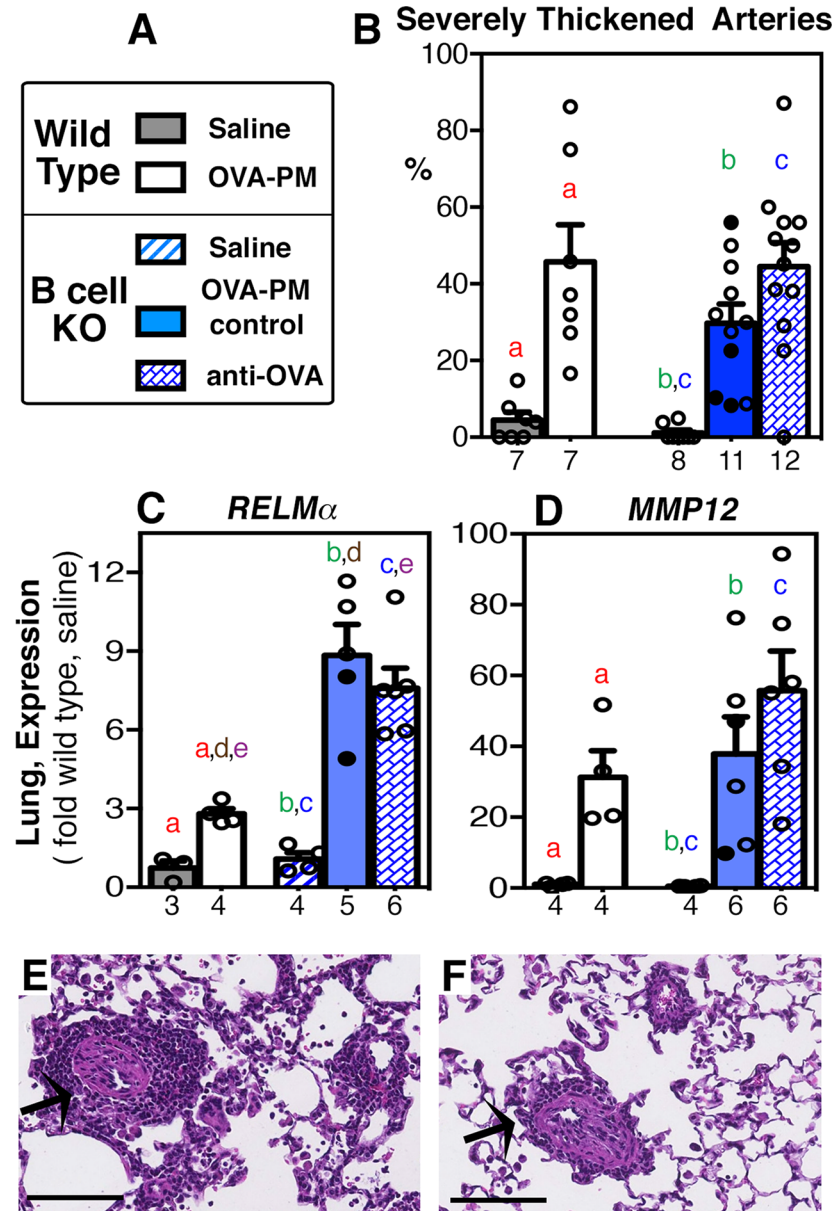 A
Wild Type
Saline
OVA-PM
B cell KO
Saline
OVA-PM
control
anti-OVA
B
Severely Thickened Arteries
%
100
80
60
40
20
0
a
a
b,c
b
c
7 7 8 11 12
C
RELMα
Lung, Expression
( fold wild type, saline)
12
9
6
3
0
a
a,d,e
b,c
b,d
c,e
3 4 4 5 6
D
MMP12
100
80
60
40
20
0
a
a
b,c
b
c
4 4 4 6 6
E
F